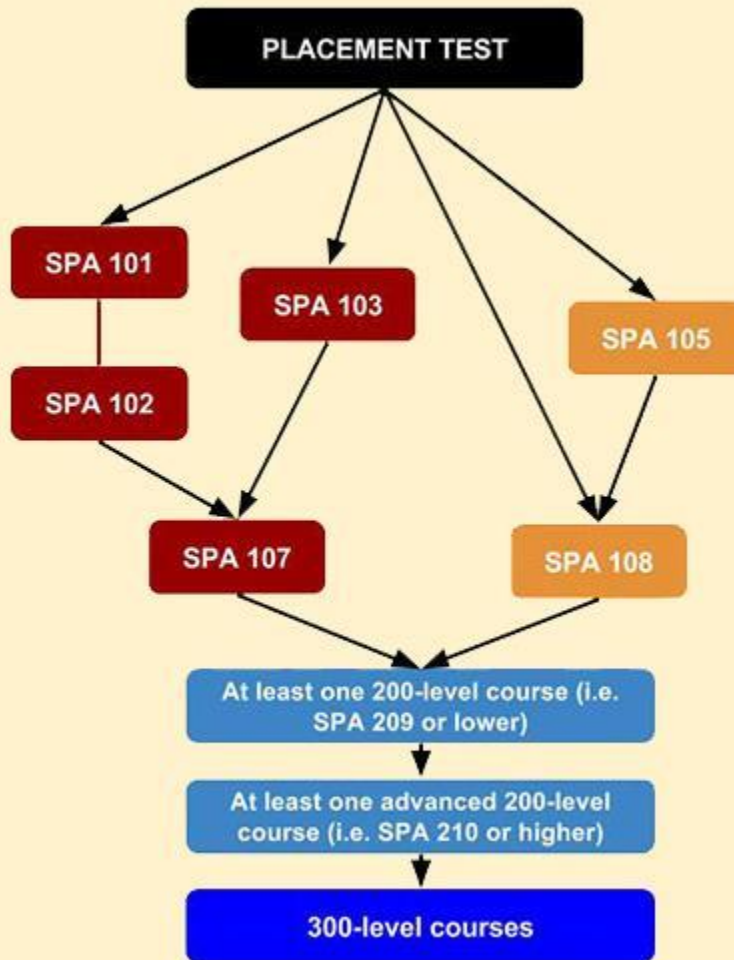 PLACEMENT TEST
SPA 101
SPA 103
SPA 105
SPA 102
SPA 107
SPA 108
At least one 200-level course (i.e.
SPA 209 or lower)
At least one advanced 200-level
course (i.e. SPA 210 or higher)
300-level courses